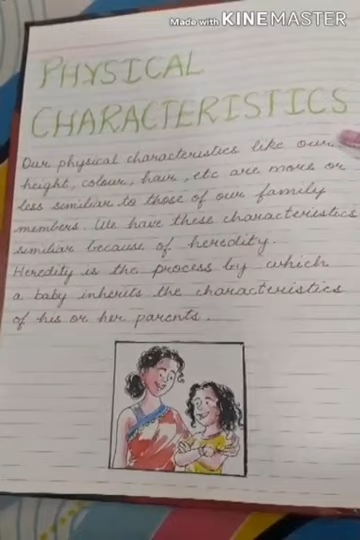 Made with KINEMASTER
PHYSICAL
CHARACTERISTICS
Our physical characteristics like our
height, colour, hair, etc are more or
less similiar to those of our family
members. We have these characteristics
similiar because of heredity.
Heredity is the process by which
a baby inherits the characteristics
of his or her parents.